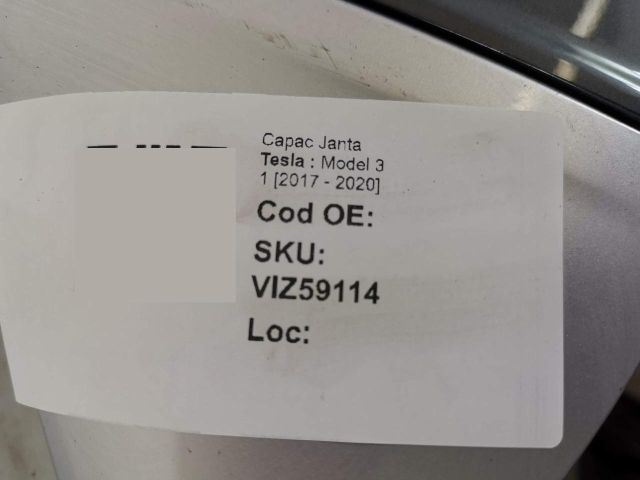 Capac Janta
Tesla : Model 3
1 [2017 - 2020]
Cod OE:
SKU:
VIZ59114
Loc: